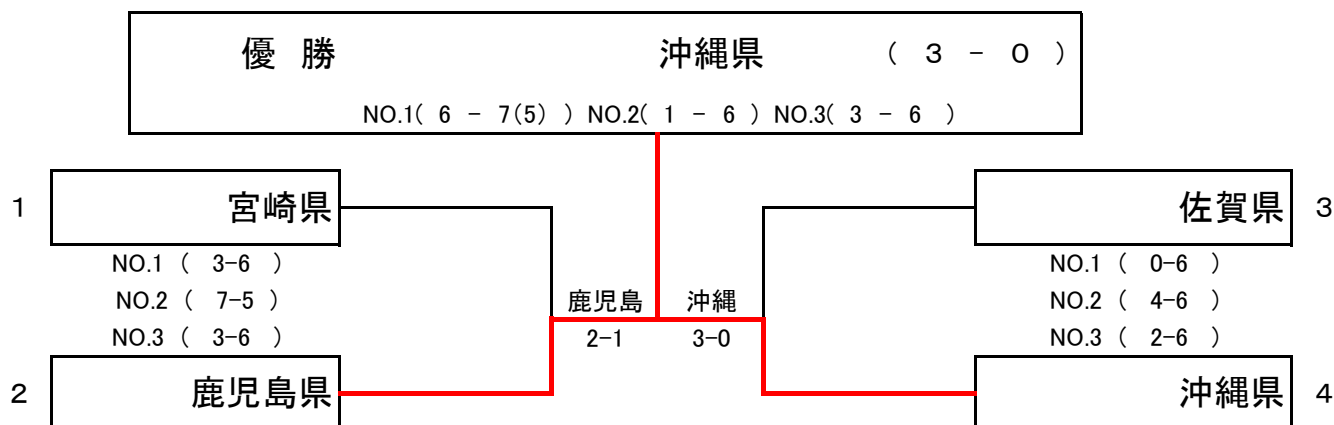 優 勝 沖縄県 ( 3 - 0 )
NO.1( 6 - 7(5) ) NO.2( 1 - 6 ) NO.3( 3 - 6 )
1 宮崎県 佐賀県 3
NO.1 ( 3-6 ) NO.1 ( 0-6 )
NO.2 ( 7-5 ) 鹿児島 沖縄 NO.2 ( 4-6 )
NO.3 ( 3-6 ) 2-1 3-0 NO.3 ( 2-6 )
2 鹿児島県 沖縄県 4